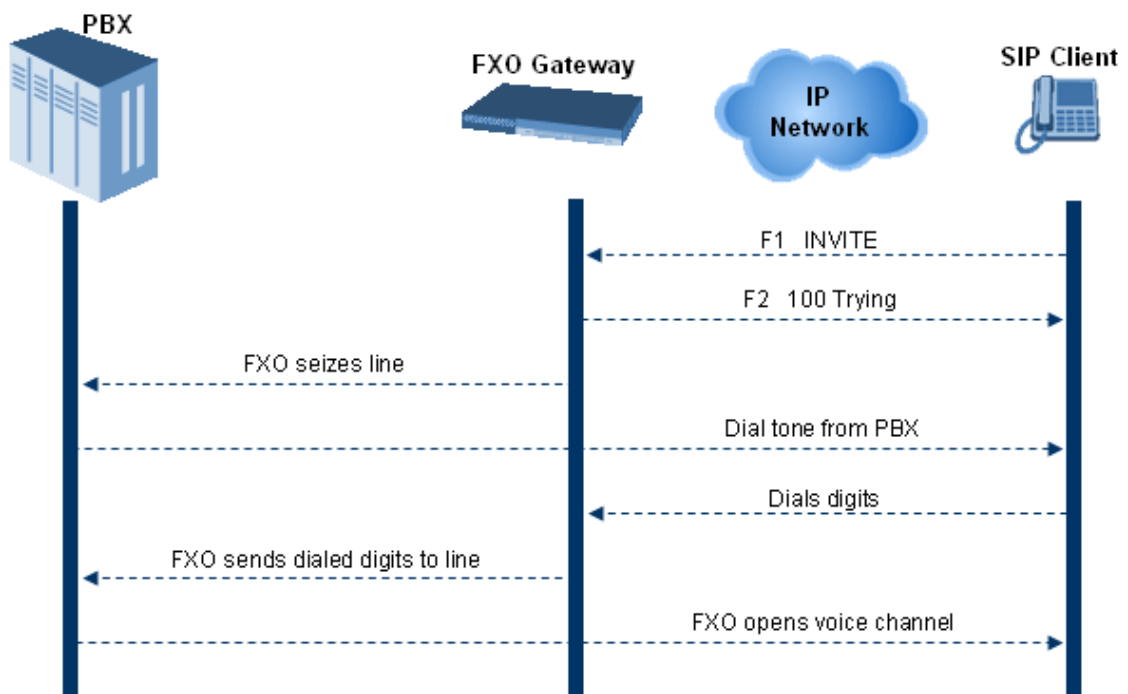 PBX
FXO Gateway
IP
Network
SIP Client
F1 INVITE
F2 100 Trying
FXO seizes line
Dial tone from PBX
Dials digits
FXO sends dialed digits to line
FXO opens voice channel